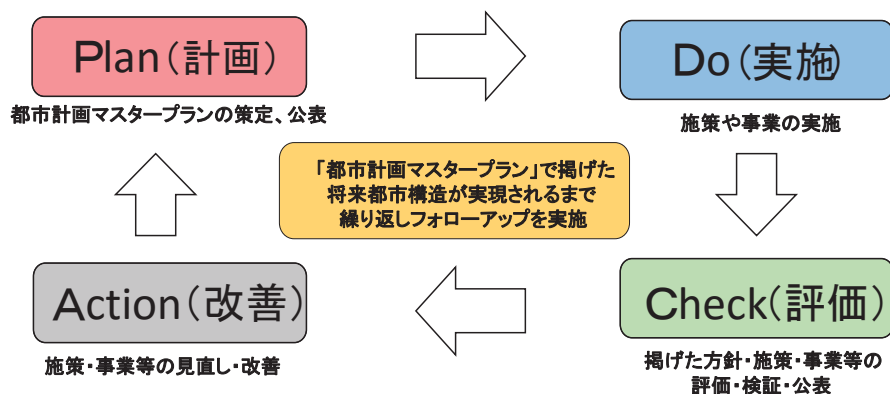 Plan(計画)
都市計画マスタープランの策定、公表
Do(実施)
施策や事業の実施
「都市計画マスタープラン」で掲げた
将来都市構造が実現されるまで
繰り返しフォローアップを実施
Action(改善)
施策・事業等の見直し・改善
Check(評価)
掲げた方針・施策・事業等の
評価・検証・公表